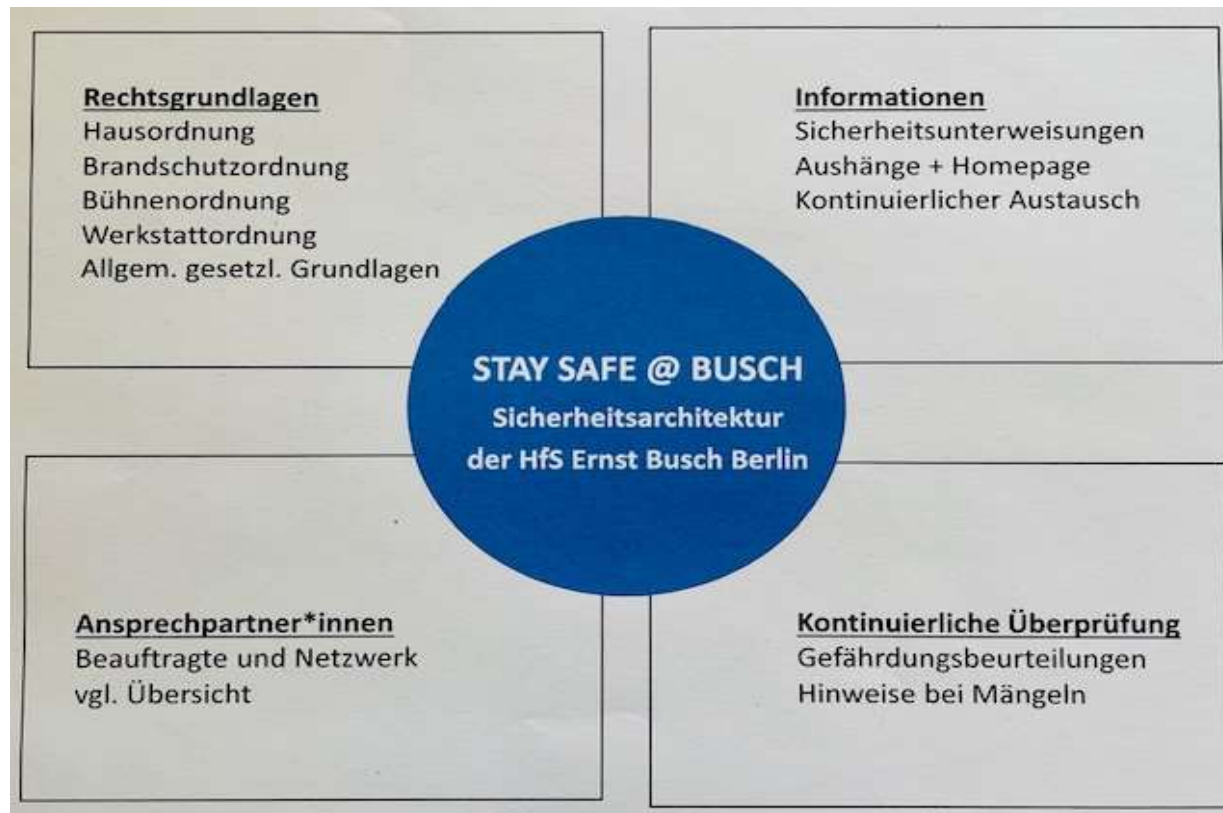 Rechtsgrundlagen
Hausordnung
Brandschutzordnung
Bühnenordnung
Werkstattordnung
Allgem. gesetzl. Grundlagen
Informationen
Sicherheitsunterweisungen
Aushänge + Homepage
Kontinuierlicher Austausch
STAY SAFE @ BUSCH
Sicherheitsarchitektur
der HfS Ernst Busch Berlin
Ansprechpartner*innen
Beauftragte und Netzwerk
vgl. Übersicht
Kontinuierliche Überprüfung
Gefährdungsbeurteilungen
Hinweise bei Mängeln